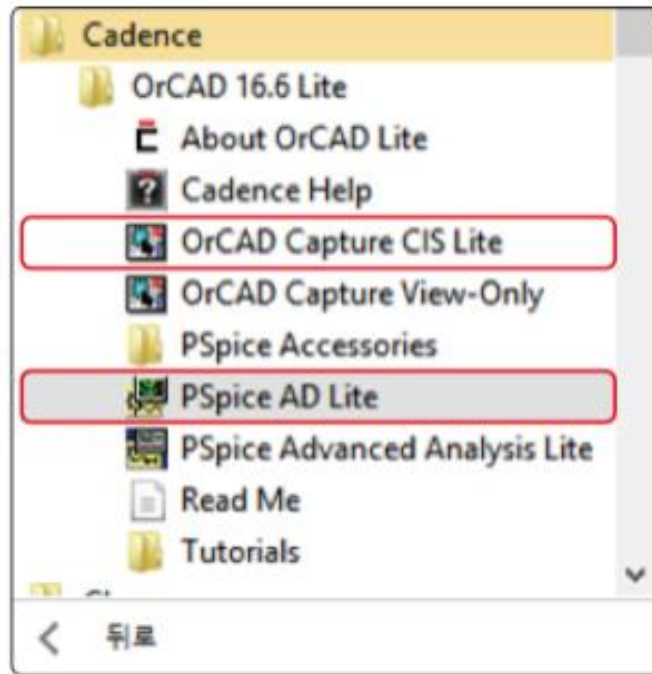 Cadence
OrCAD 16.6 Lite
About OrCAD Lite
Cadence Help
OrCAD Capture CIS Lite
OrCAD Capture View-Only
PSpice Accessories
PSpice AD Lite
PSpice Advanced Analysis Lite
Read Me
Tutorials
뒤로